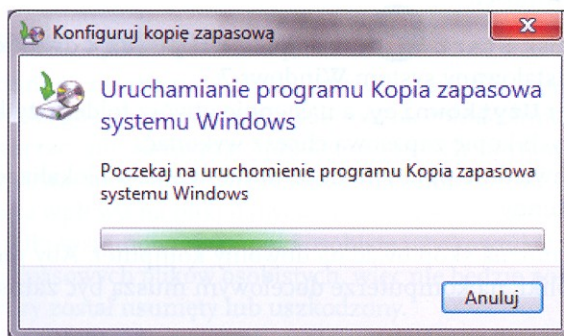 Konfiguruj kopię zapasową
Uruchamianie programu Kopia zapasowa
systemu Windows
Poczekaj na uruchomienie programu Kopia zapasowa
systemu Windows
Anuluj